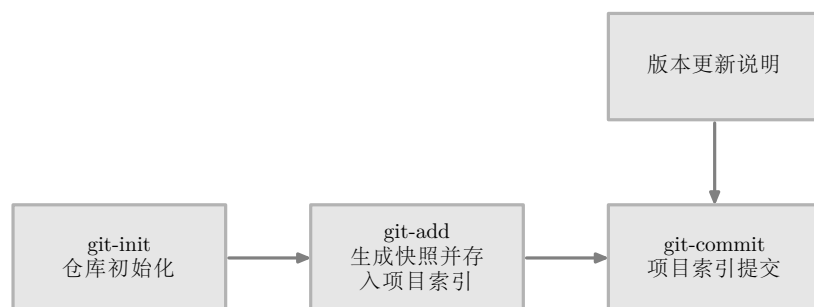 版本更新说明
git-init
仓库初始化
git-add
生成快照并存
入项目索引
git-commit
项目索引提交